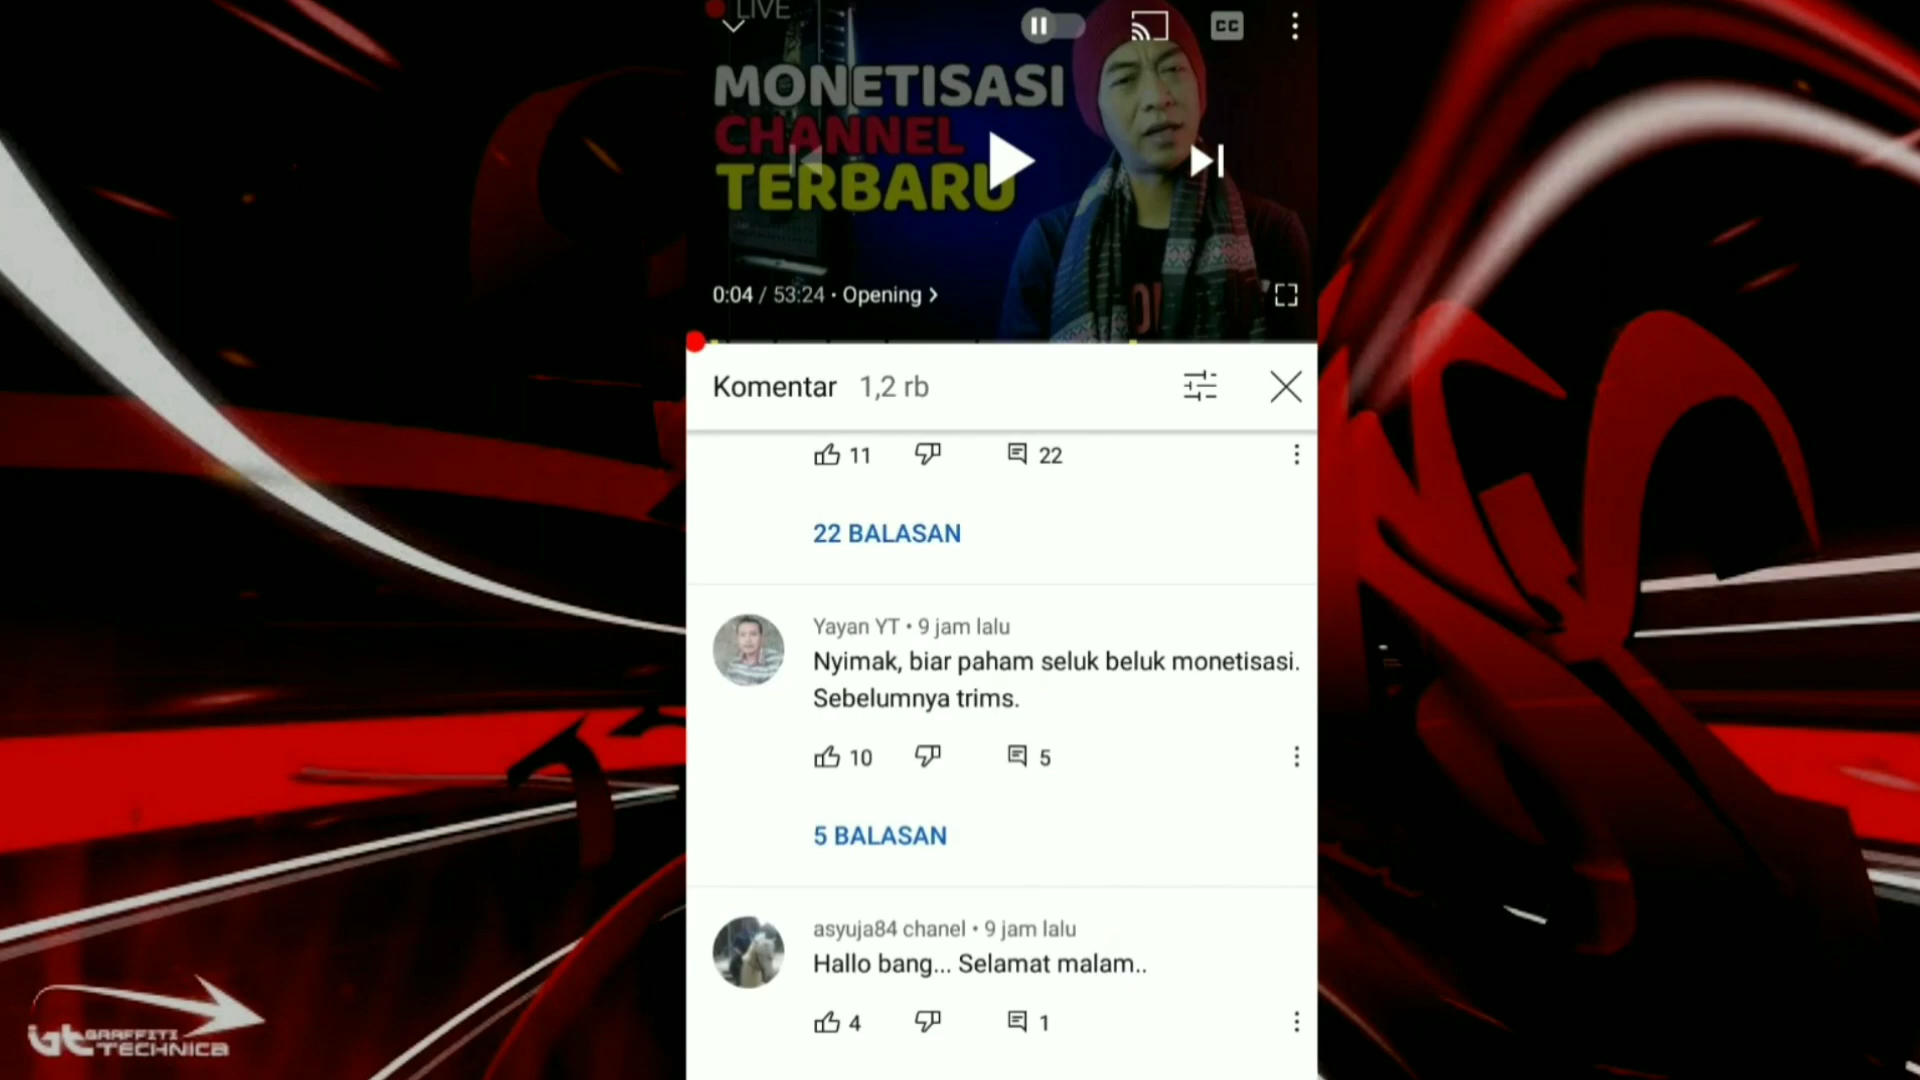 LIVE
CC
MONETISASI
CHANNEL
TERBARU
0:04 / 53:24 • Opening
Komentar 1,2 rb
11 22
22 BALASAN
Yayan YT • 9 jam lalu
Nyimak, biar paham seluk beluk monetisasi.
Sebelumnya trims.
10 5
5 BALASAN
asyuja84 chanel • 9 jam lalu
Hallo bang... Selamat malam..
4 1
GRAFFITI
TECHNICA